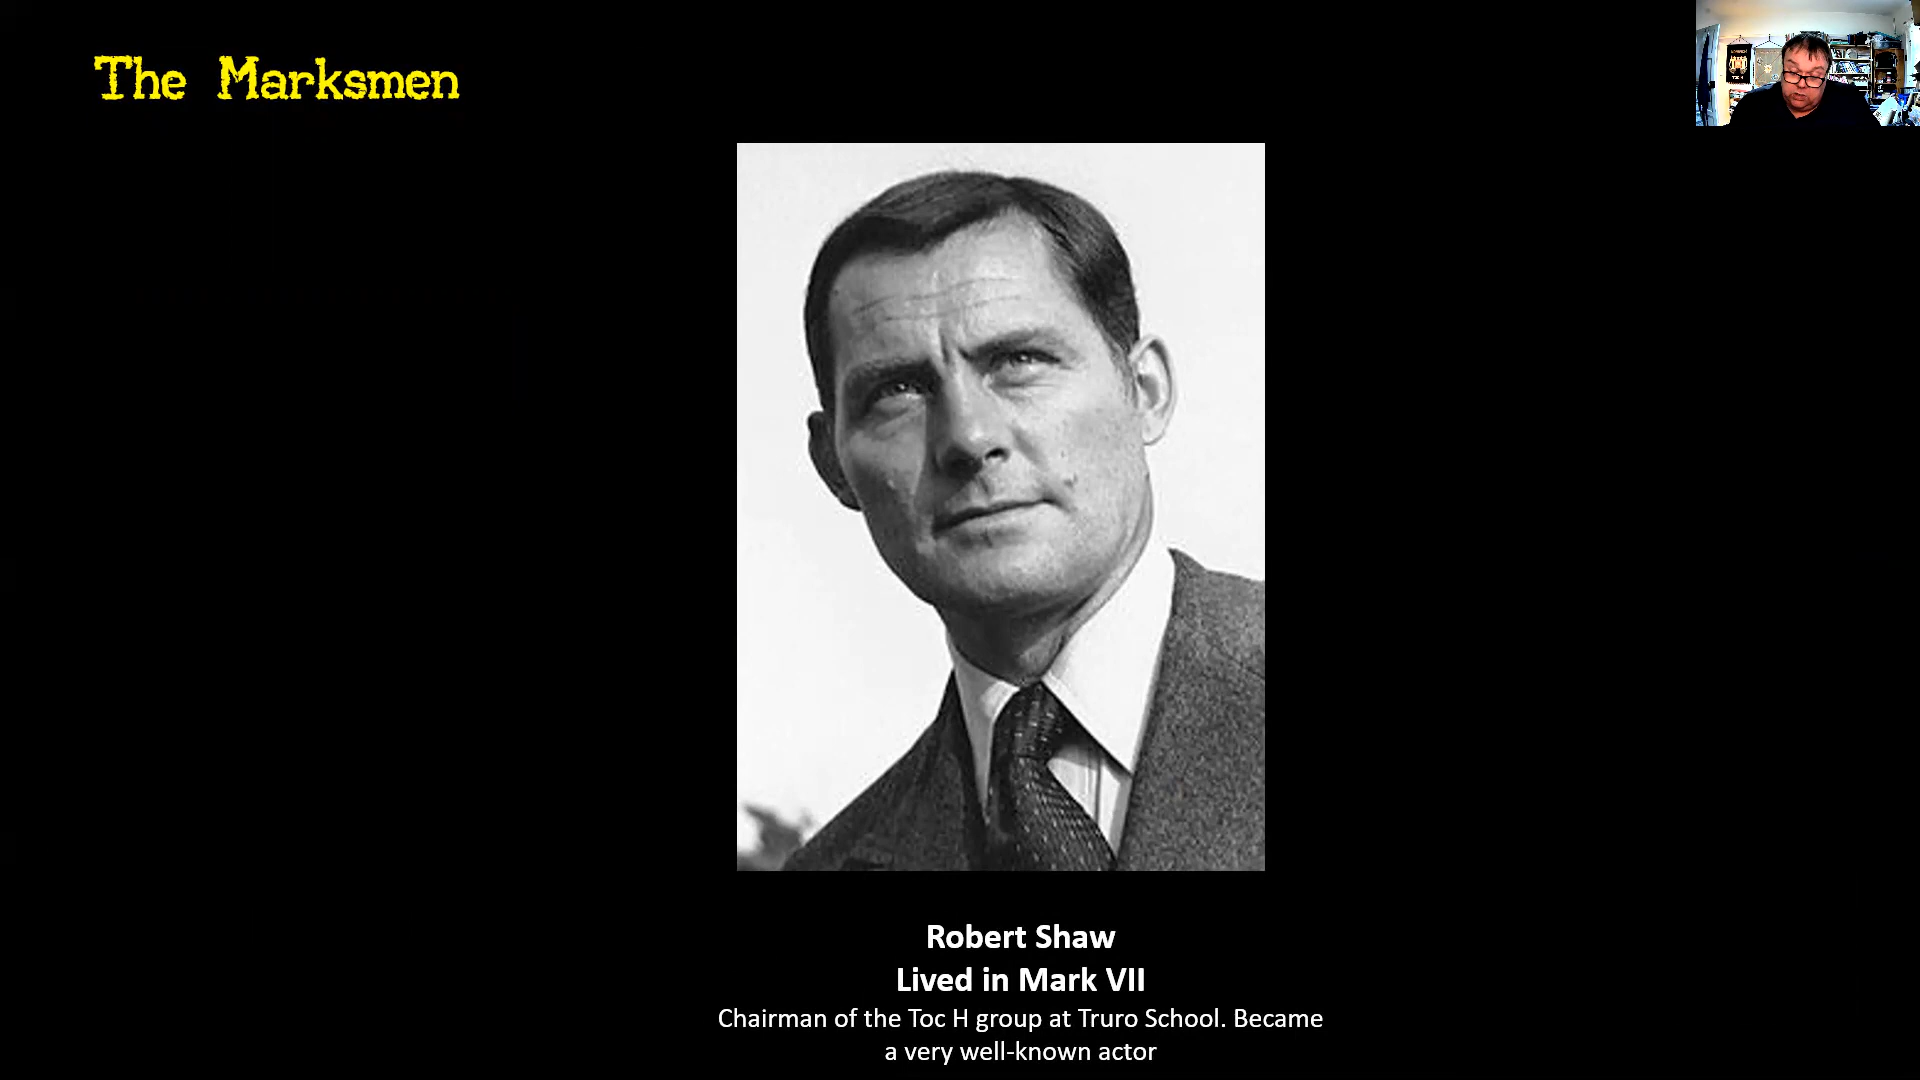 The Marksmen
Robert Shaw
Lived in Mark VII
Chairman of the Toc H group at Truro School. Became
a very well-known actor